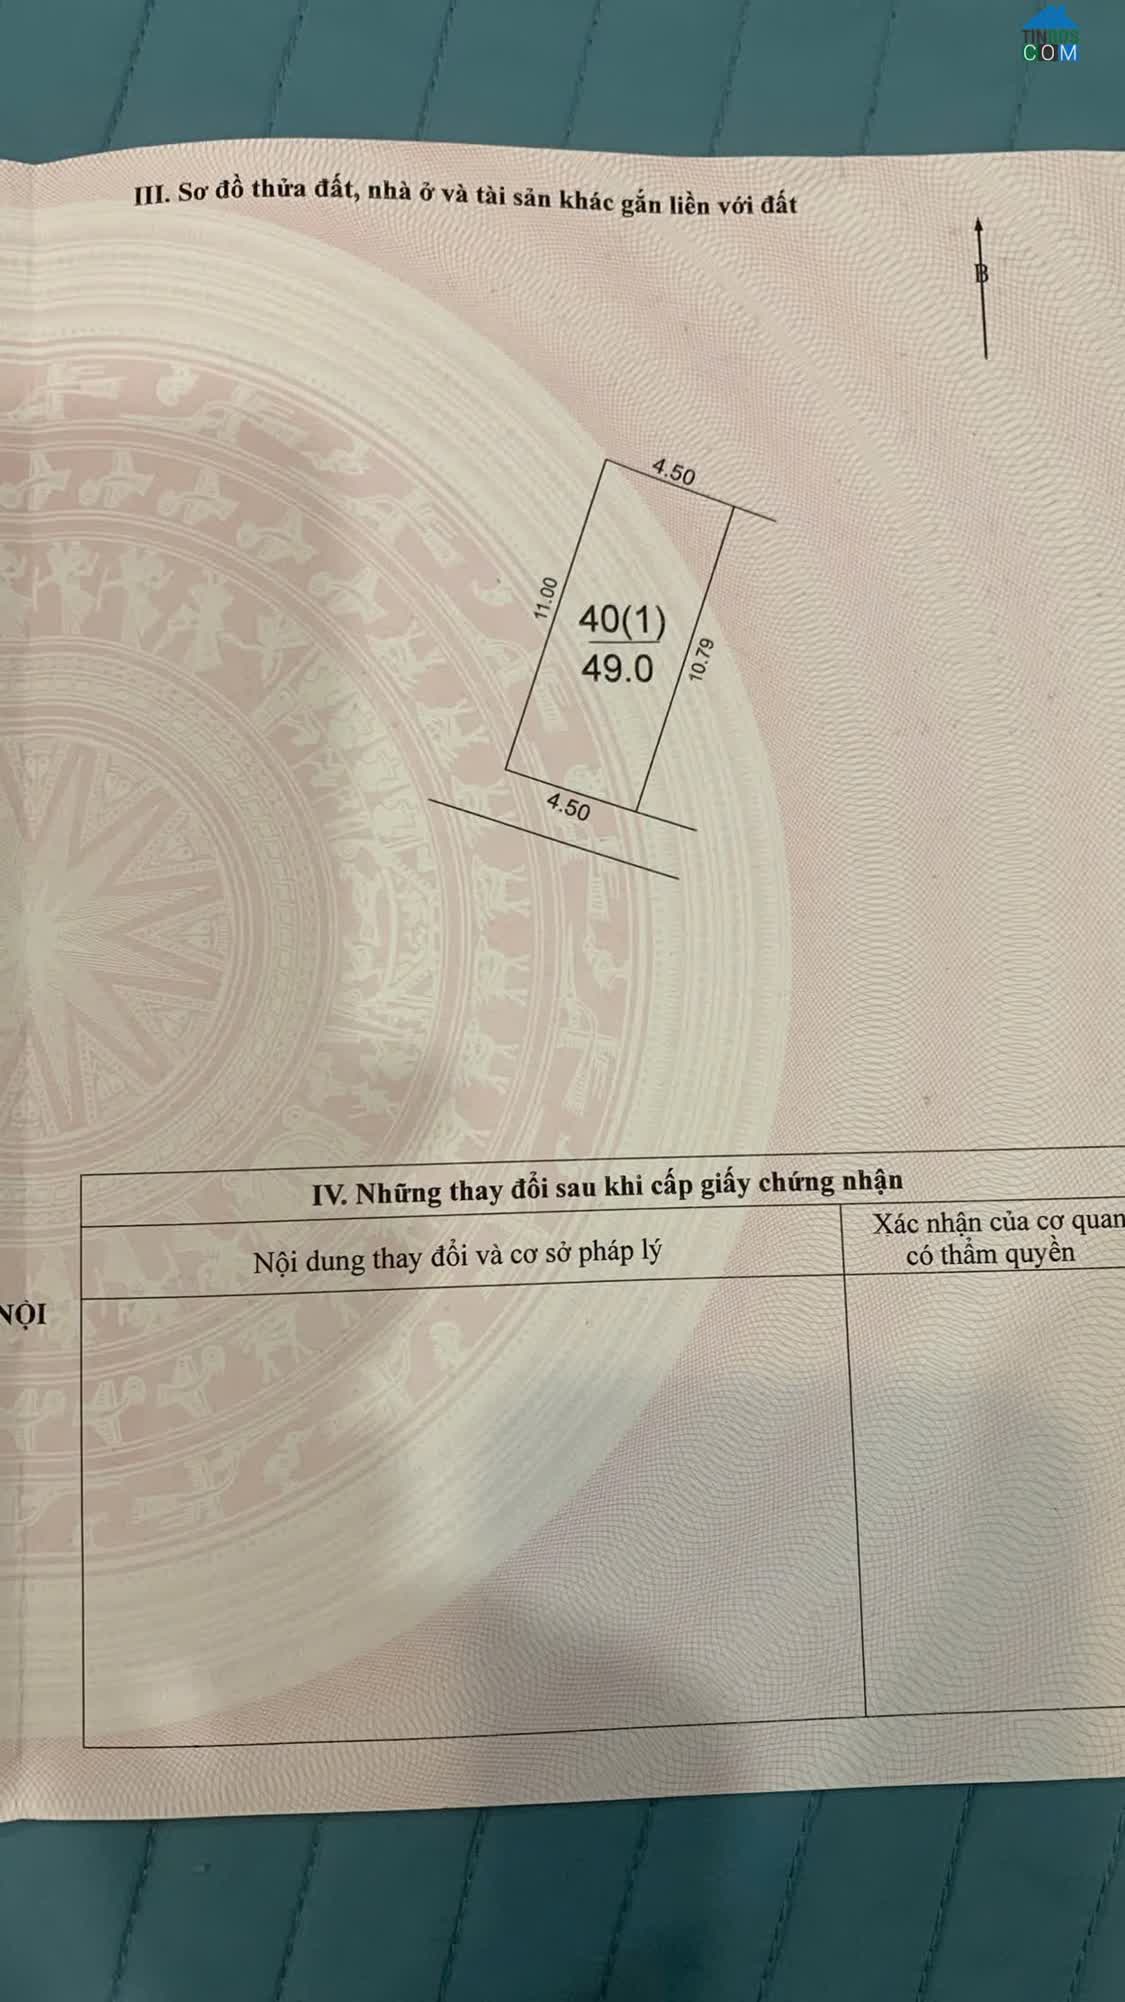 TINBDS
COM
III. Sơ đồ thửa đất, nhà ở và tài sản khác gắn liền với đất
B
4.50
11.00
40(1)
49.0
10.79
4.50
IV. Những thay đổi sau khi cấp giấy chứng nhận
Nội dung thay đổi và cơ sở pháp lý
Xác nhận của cơ quan
có thẩm quyền
NỘI